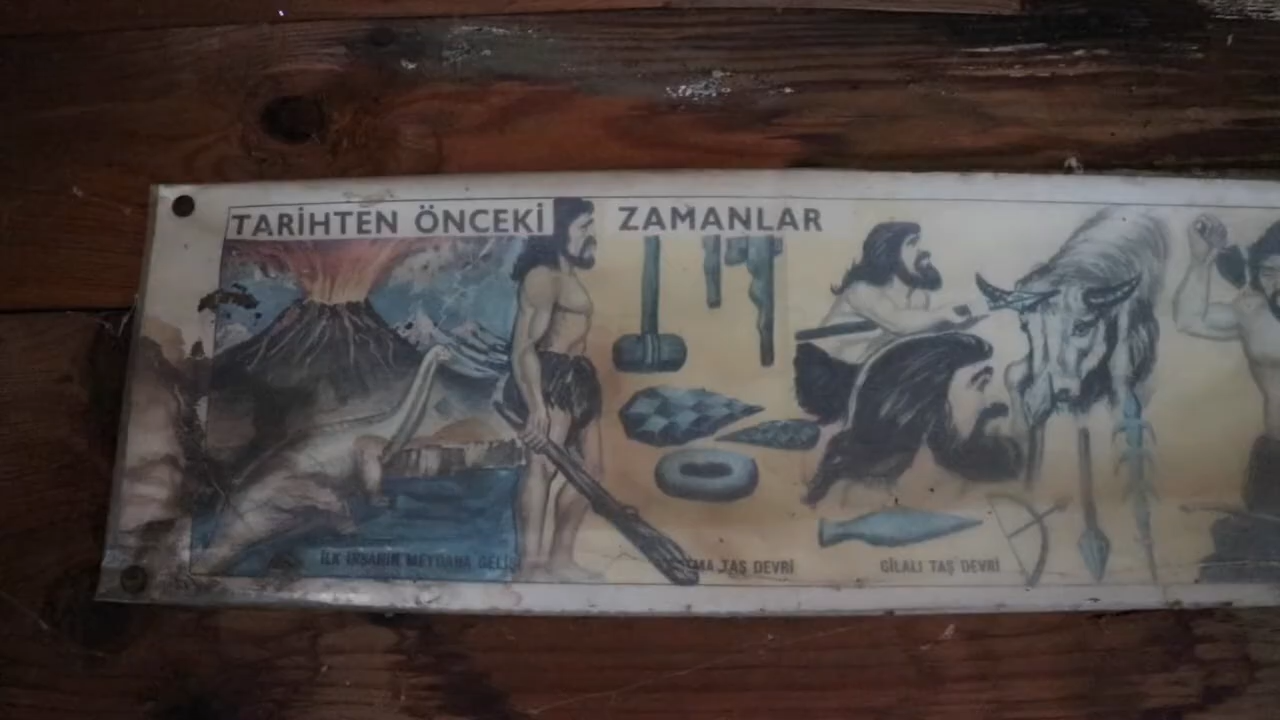 TARİHTEN ÖNCEKİ ZAMANLAR
İLK İNSANIN MEYDANA GELİŞİ
TAŞ DEVRİ
CİLALI TAŞ DEVRİ